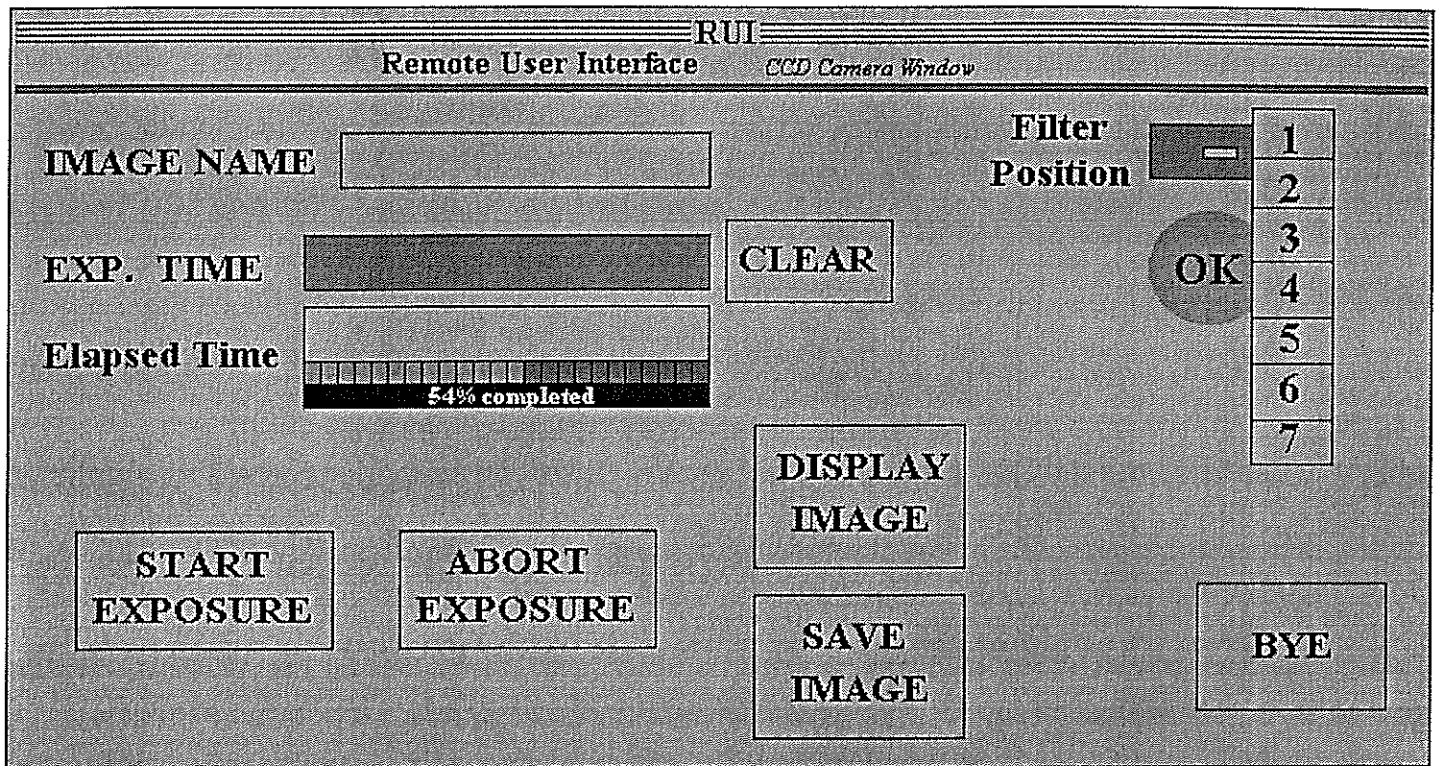 RUI
Remote User Interface CCD Camera Window
IMAGE NAME
Filter
Position
1
2
3
4
5
6
7
OK
EXP. TIME
CLEAR
Elapsed Time
54% completed
DISPLAY
IMAGE
START
EXPOSURE
ABORT
EXPOSURE
SAVE
IMAGE
BYE